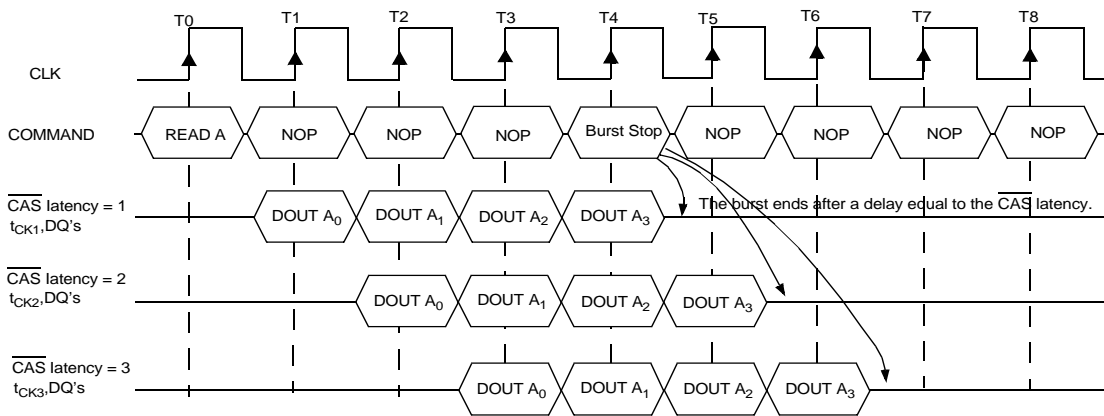 T0 T1 T2 T3 T4 T5 T6 T7 T8
CLK
COMMAND READ A NOP NOP NOP Burst Stop NOP NOP NOP NOP
CAS latency = 1
tCK1,DQ's
DOUT A0 DOUT A1 DOUT A2 DOUT A3
The burst ends after a delay equal to the CAS latency.
CAS latency = 2
tCK2,DQ's
DOUT A0 DOUT A1 DOUT A2 DOUT A3
CAS latency = 3
tCK3,DQ's
DOUT A0 DOUT A1 DOUT A2 DOUT A3